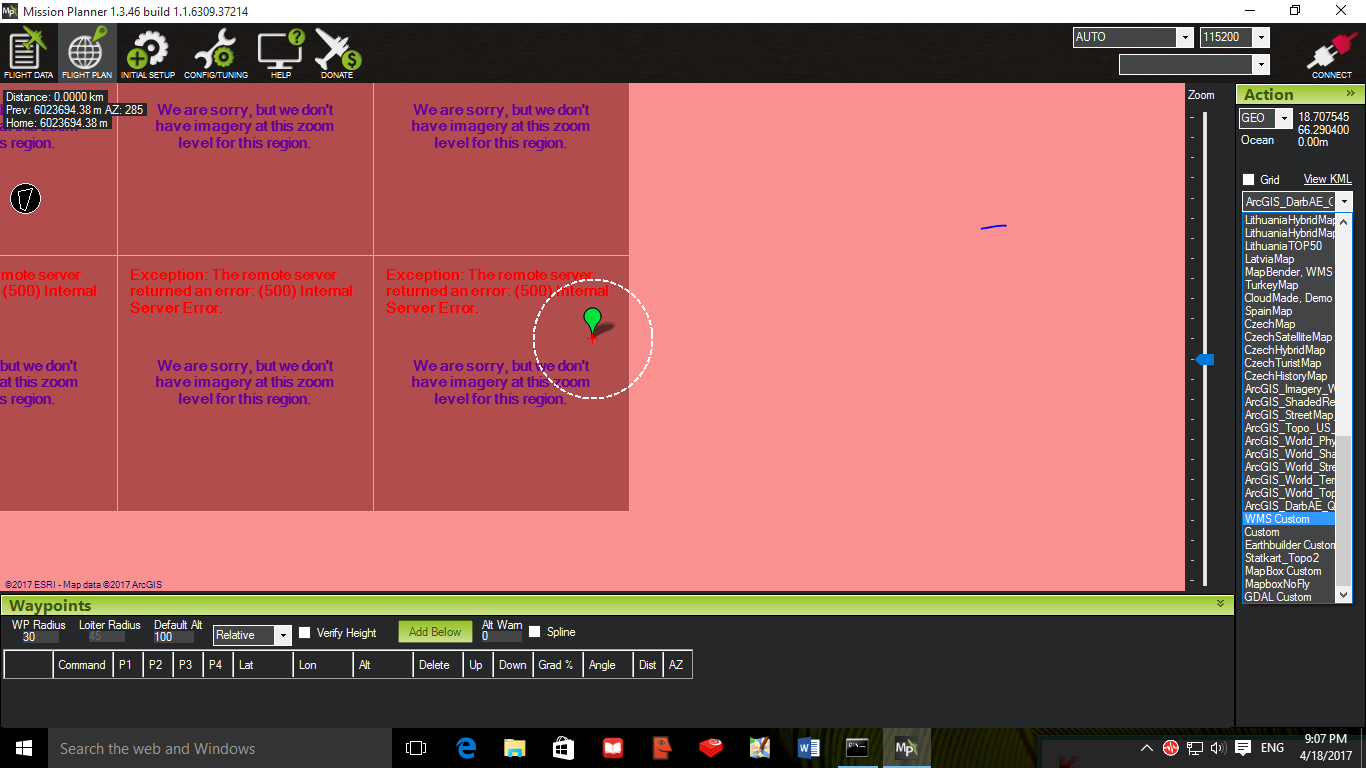 Mission Planner 1.3.46 build 1.1.6309.37214
FLIGHT DATA
FLIGHT PLAN
INITIAL SETUP
CONFIG/TUNING
HELP
DONATE
AUTO
115200
CONNECT
Distance: 0.0000 km
Prev: 6023694.38 m AZ: 285
Home: 6023694.38 m
s region.
We are sorry, but we don't
have imagery at this zoom
level for this region.
We are sorry, but we don't
have imagery at this zoom
level for this region.
mote server
(500) Internal
Exception: The remote server
returned an error: (500) Internal
Server Error.
Exception: The remote server
returned an error: (500) Internal
Server Error.
but we don't
at this zoom
s region.
We are sorry, but we don't
have imagery at this zoom
level for this region.
We are sorry, but we don't
have imagery at this zoom
level for this region.
©2017 ESRI - Map data ©2017 ArcGIS
Zoom
Action
GEO
18.707545
66.290400
0.00m
Ocean
Grid
View KML
ArcGIS_DarbAE_Q
LithuaniaHybridMap
LithuaniaHybridMap
LithuaniaTOP50
LatviaMap
MapBender, WMS
TurkeyMap
CloudMade, Demo
SpainMap
CzechMap
CzechSatelliteMap
CzechHybridMap
CzechTuristMap
CzechHistoryMap
ArcGIS_Imagery_W
ArcGIS_ShadedRe
ArcGIS_StreetMap_
ArcGIS_Topo_US_
ArcGIS_World_Phy
ArcGIS_World_Sha
ArcGIS_World_Stre
ArcGIS_World_Ter
ArcGIS_World_Top
ArcGIS_DarbAE_Q
WMS Custom
Custom
Earthbuilder Custom
Statkart_Topo2
MapBox Custom
MapboxNoFly
GDAL Custom
Waypoints
WP Radius
30
Loiter Radius
45
Default Alt
100
Relative
Verify Height
Add Below
Alt Warn
0
Spline
Command P1 P2 P3 P4 Lat Lon Alt Delete Up Down Grad % Angle Dist AZ
Search the web and Windows
ENG
9:07 PM
4/18/2017